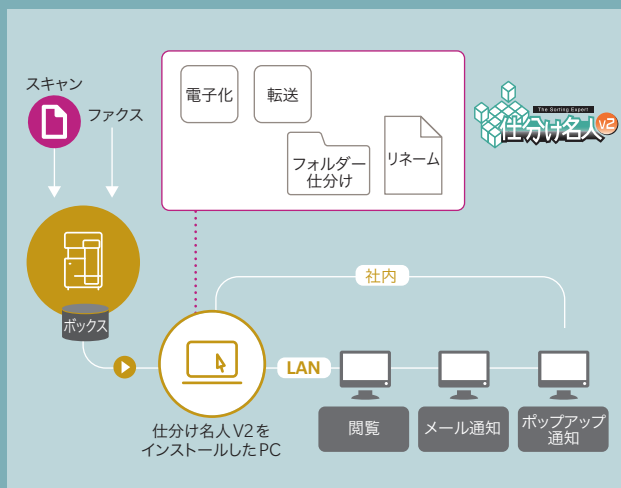 スキャン
ファクス
電子化
転送
フォルダー
仕分け
リネーム
The Sorting Expert
仕分け名人V2
社内
ボックス
LAN
仕分け名人V2を
インストールしたPC
閲覧
メール通知
ポップアップ
通知